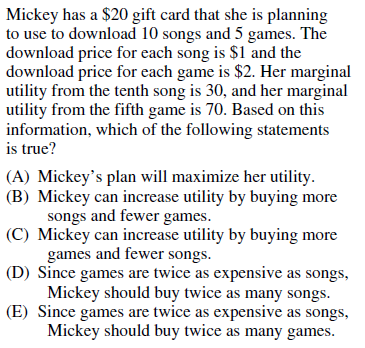 Mickey has a $20 gift card that she is planning
to use to download 10 songs and 5 games. The
download price for each song is $1 and the
download price for each game is $2. Her marginal
utility from the tenth song is 30, and her marginal
utility from the fifth game is 70. Based on this
information, which of the following statements
is true?
(A) Mickey's plan will maximize her utility.
(B) Mickey can increase utility by buying more
songs and fewer games.
(C) Mickey can increase utility by buying more
games and fewer songs.
(D) Since games are twice as expensive as songs,
Mickey should buy twice as many songs.
(E) Since games are twice as expensive as songs,
Mickey should buy twice as many games.